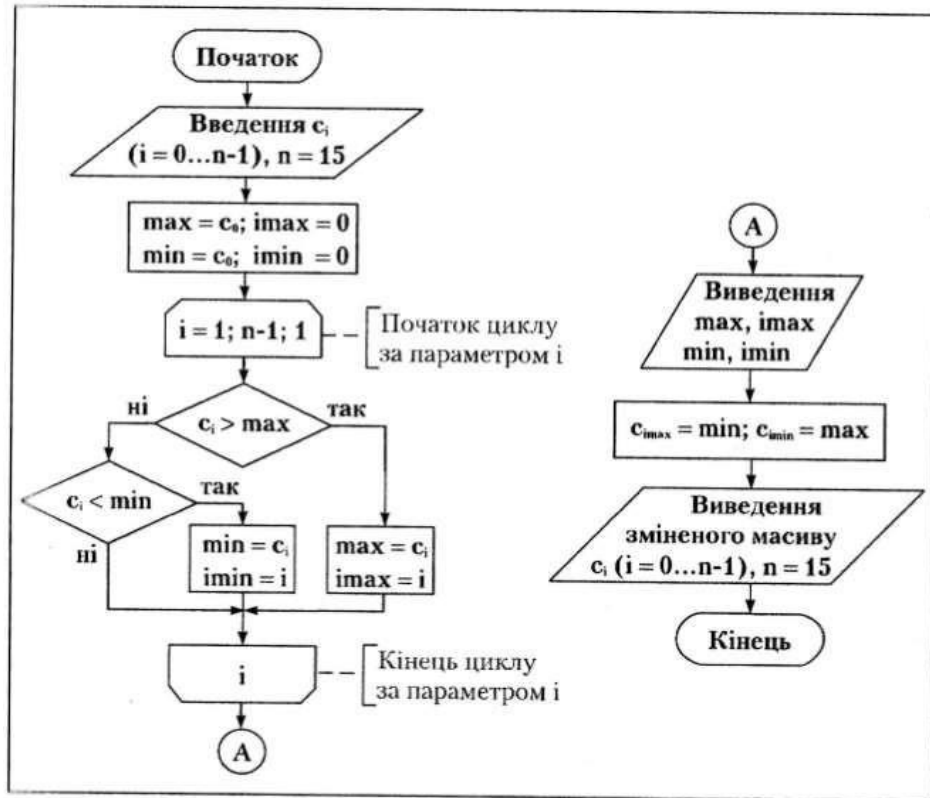 Початок
Введення cᵢ
(i = 0...n-1), n = 15
max = c₀; imax = 0
min = c₀; imin = 0
i = 1; n-1; 1
Початок циклу
за параметром i
ні
cᵢ > max
так
cᵢ < min
так
ні
min = cᵢ
imin = i
max = cᵢ
imax = i
i
Кінець циклу
за параметром i
A
A
Виведення
max, imax
min, imin
c_imax = min; c_imin = max
Виведення
зміненого масиву
cᵢ (i = 0...n-1), n = 15
Кінець